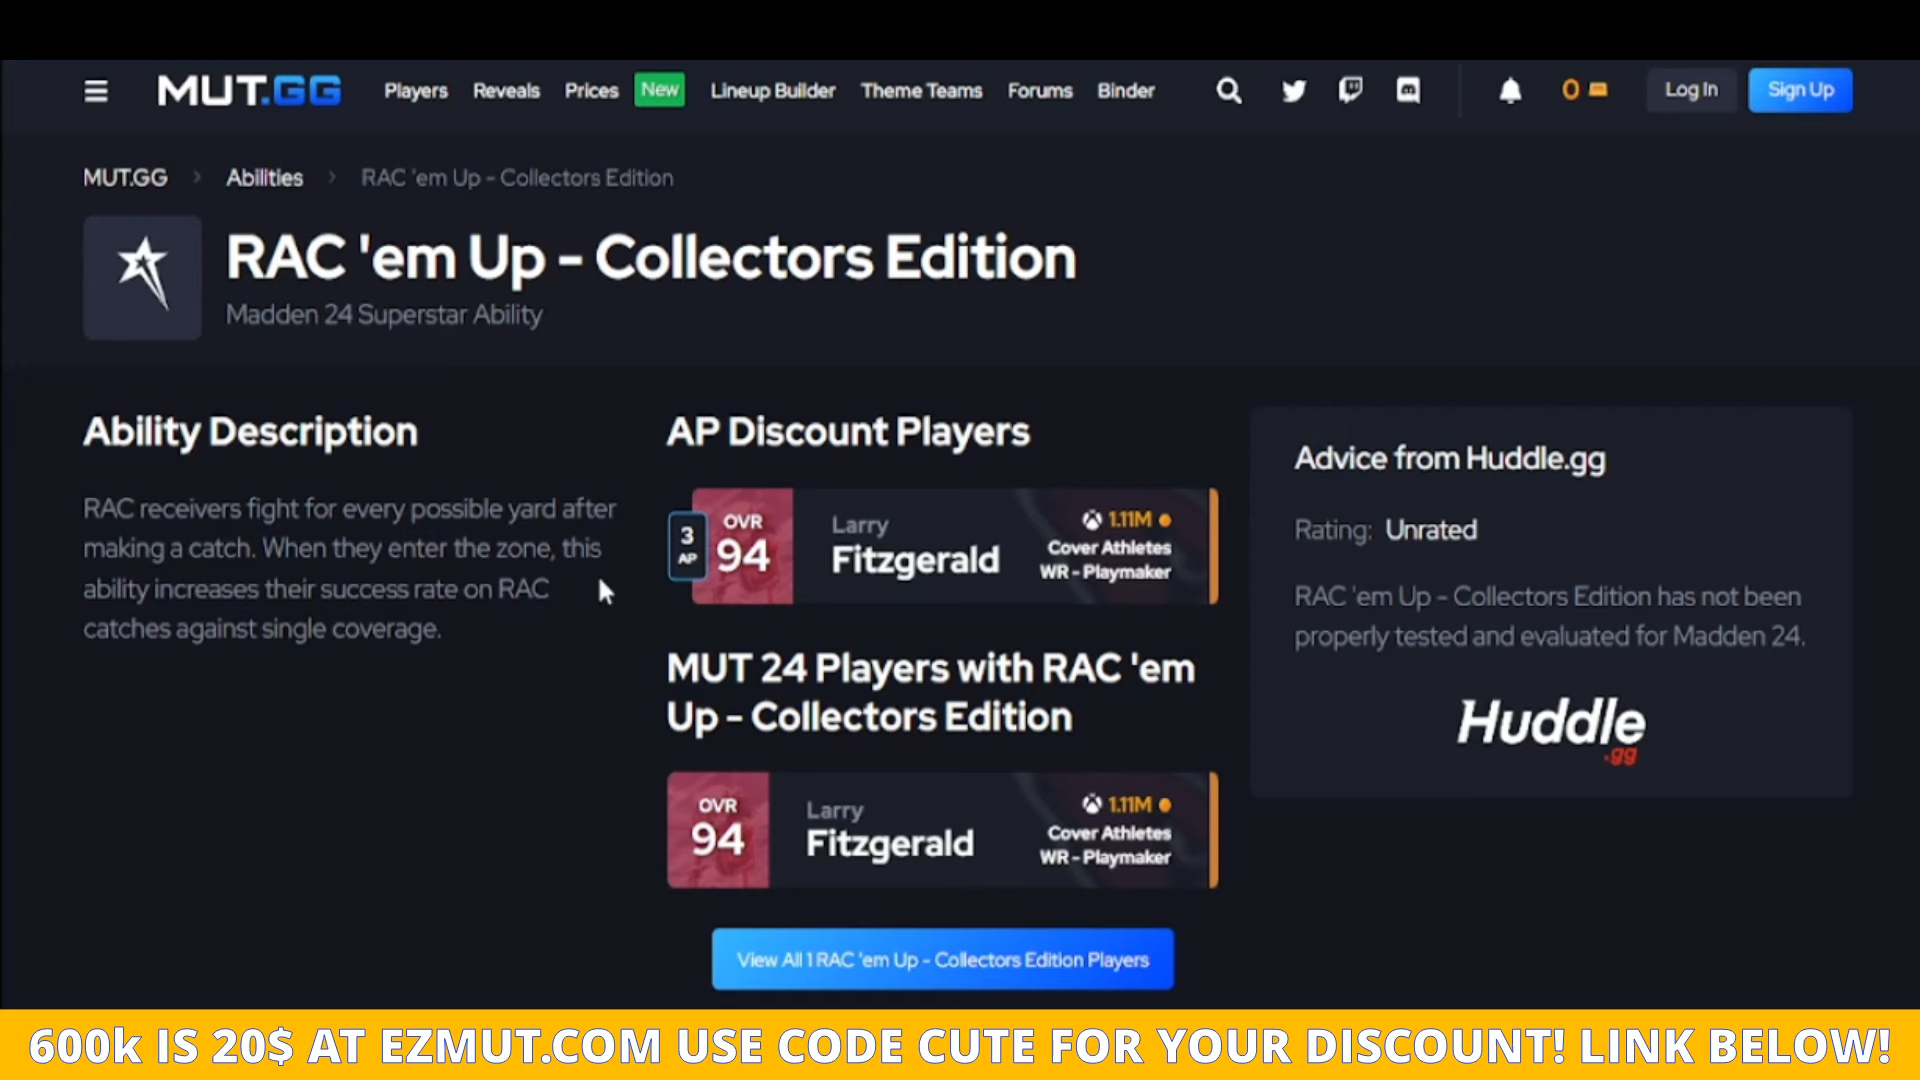 MUT.GG Players Reveals Prices New Lineup Builder Theme Teams Forums Binder 0 Log In Sign Up
MUT.GG > Abilities > RAC 'em Up - Collectors Edition
RAC 'em Up - Collectors Edition
Madden 24 Superstar Ability
Ability Description
RAC receivers fight for every possible yard after
making a catch. When they enter the zone, this
ability increases their success rate on RAC
catches against single coverage.
AP Discount Players
3
AP
OVR
94
Larry
Fitzgerald
1.11M
Cover Athletes
WR - Playmaker
MUT 24 Players with RAC 'em
Up - Collectors Edition
OVR
94
Larry
Fitzgerald
1.11M
Cover Athletes
WR - Playmaker
View All 1 RAC 'em Up - Collectors Edition Players
Advice from Huddle.gg
Rating: Unrated
RAC 'em Up - Collectors Edition has not been
properly tested and evaluated for Madden 24.
Huddle
.gg
600k IS 20$ AT EZMUT.COM USE CODE CUTE FOR YOUR DISCOUNT! LINK BELOW!